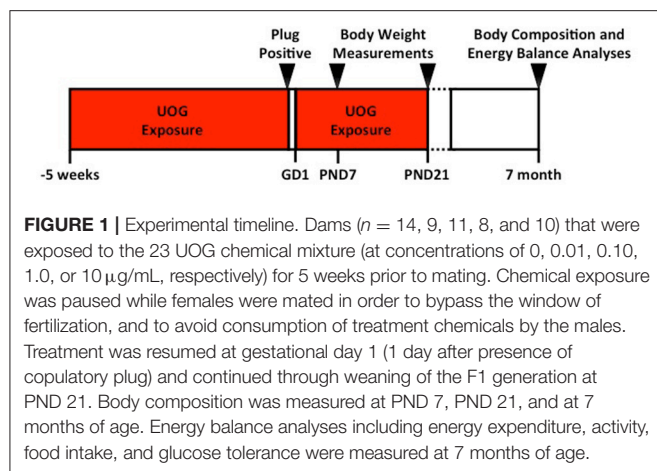 Plug Positive
Body Weight Measurements
Body Composition and Energy Balance Analyses
UOG Exposure
UOG Exposure
-5 weeks GD1 PND7 PND21 7 month
FIGURE 1 | Experimental timeline. Dams (n = 14, 9, 11, 8, and 10) that were
exposed to the 23 UOG chemical mixture (at concentrations of 0, 0.01, 0.10,
1.0, or 10 μg/mL, respectively) for 5 weeks prior to mating. Chemical exposure
was paused while females were mated in order to bypass the window of
fertilization, and to avoid consumption of treatment chemicals by the males.
Treatment was resumed at gestational day 1 (1 day after presence of
copulatory plug) and continued through weaning of the F1 generation at
PND 21. Body composition was measured at PND 7, PND 21, and at 7
months of age. Energy balance analyses including energy expenditure, activity,
food intake, and glucose tolerance were measured at 7 months of age.